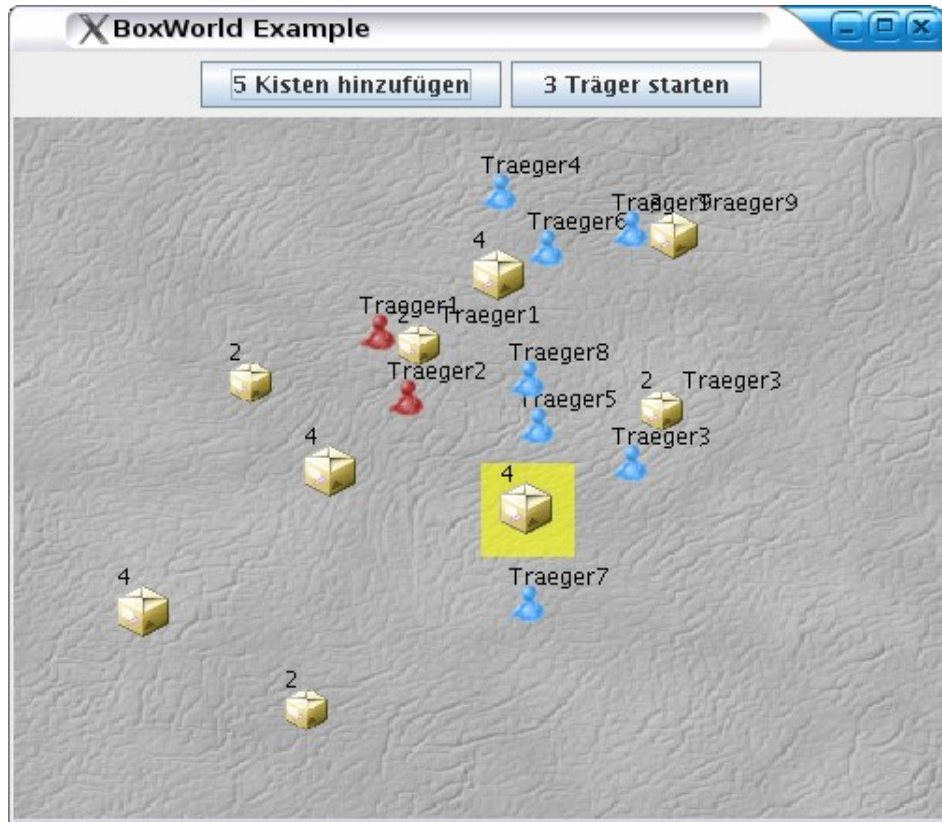 BoxWorld Example
5 Kisten hinzufügen
3 Träger starten
Traeger4
Traeger9
Traeger6
4
Traeger1
2
Traeger1
2
Traeger8
Traeger2
2
Traeger3
Traeger5
4
Traeger3
4
4
Traeger7
2